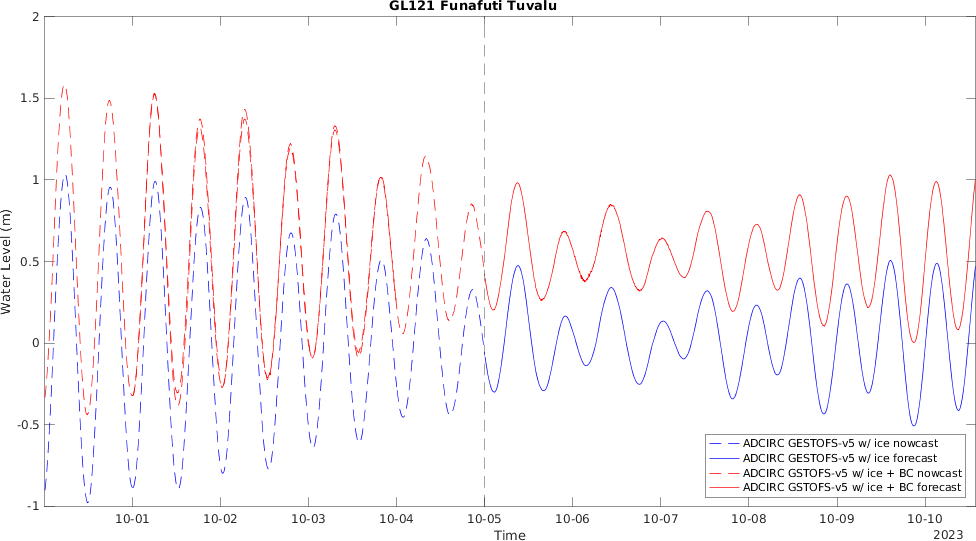 GL121 Funafuti Tuvalu
2
1.5
1
0.5
0
-0.5
-1
Water Level (m)
10-01 10-02 10-03 10-04 10-05 10-06 10-07 10-08 10-09 10-10
Time
2023
ADCIRC GESTOFS-v5 w/ ice nowcast
ADCIRC GESTOFS-v5 w/ ice forecast
ADCIRC GSTOFS-v5 w/ ice + BC nowcast
ADCIRC GSTOFS-v5 w/ ice + BC forecast